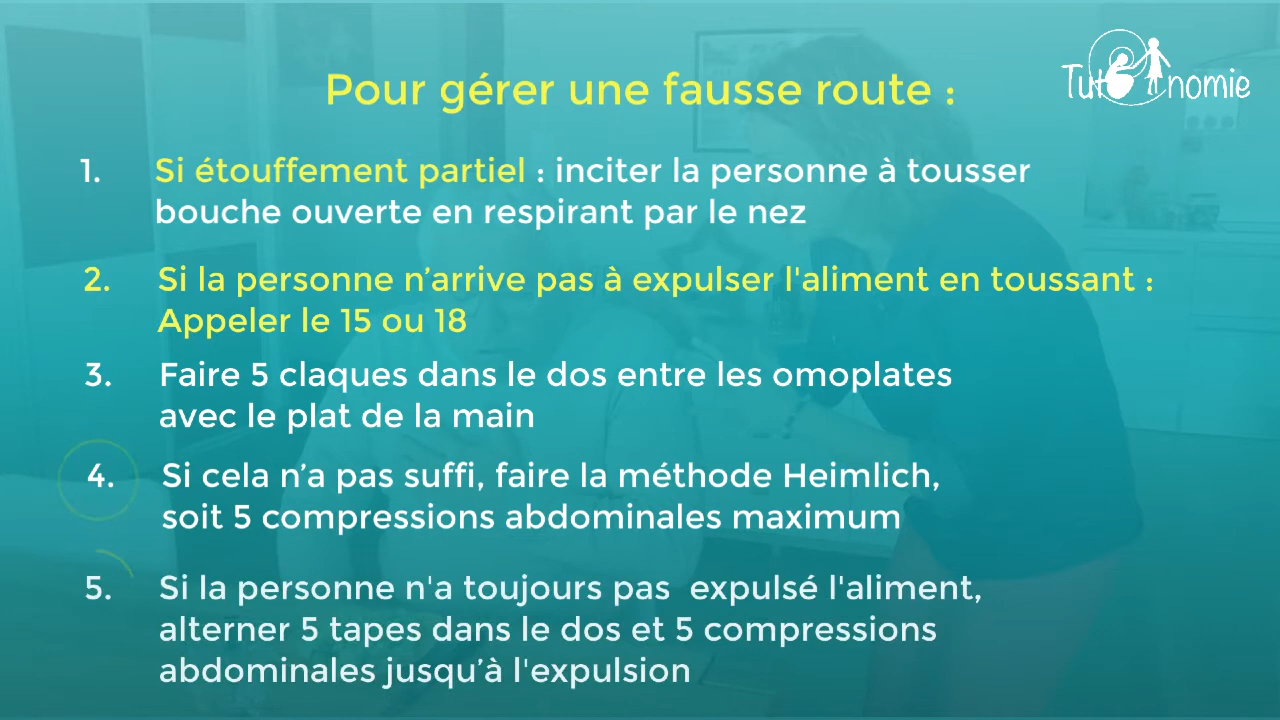 Tutonomie
Pour gérer une fausse route :
1. Si étouffement partiel : inciter la personne à tousser
bouche ouverte en respirant par le nez
2. Si la personne n’arrive pas à expulser l'aliment en toussant :
Appeler le 15 ou 18
3. Faire 5 claques dans le dos entre les omoplates
avec le plat de la main
4. Si cela n’a pas suffi, faire la méthode Heimlich,
soit 5 compressions abdominales maximum
5. Si la personne n'a toujours pas  expulsé l'aliment,
alterner 5 tapes dans le dos et 5 compressions
abdominales jusqu’à l'expulsion